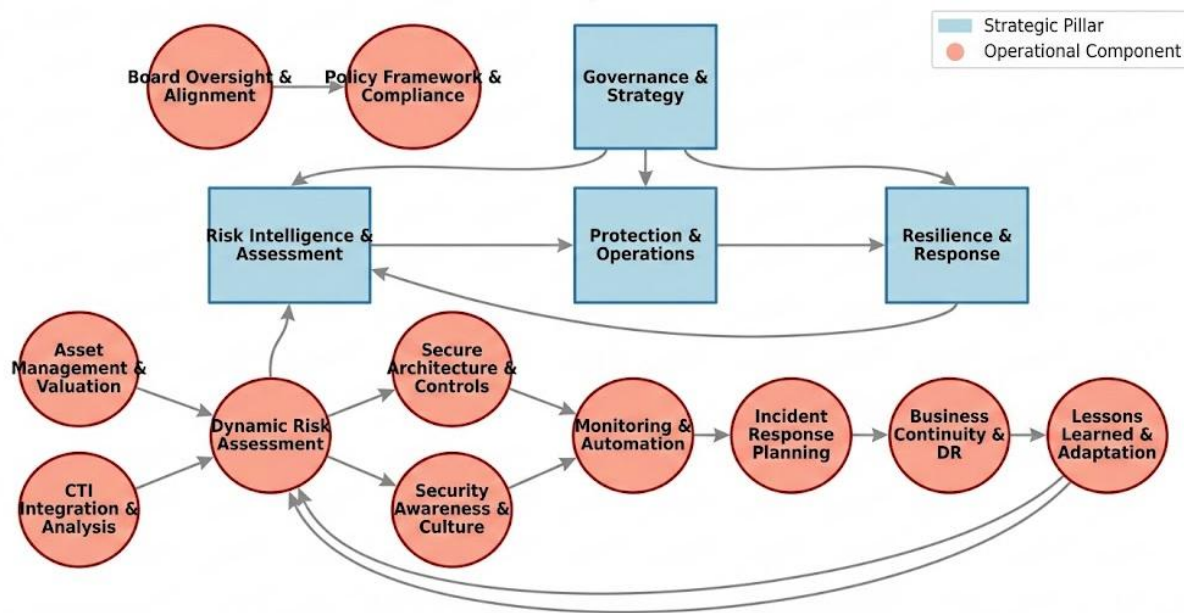 Strategic Pillar
Operational Component
Board Oversight &
Alignment
Policy Framework &
Compliance
Governance &
Strategy
Risk Intelligence &
Assessment
Protection &
Operations
Resilience &
Response
Asset
Management &
Valuation
CTI
Integration &
Analysis
Dynamic Risk
Assessment
Secure
Architecture &
Controls
Security
Awareness &
Culture
Monitoring &
Automation
Incident
Response
Planning
Business
Continuity &
DR
Lessons
Learned &
Adaptation